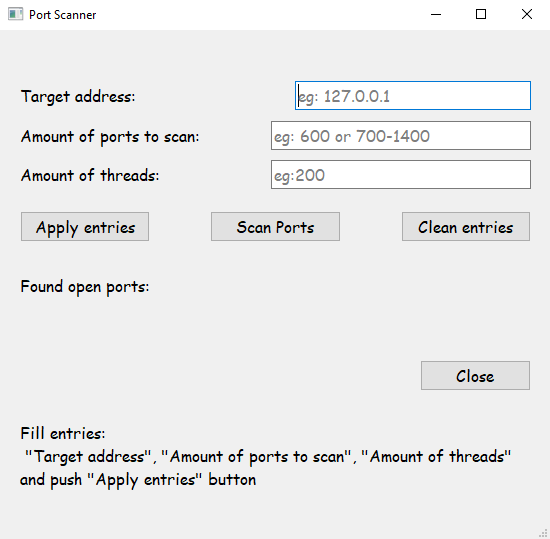 Port Scanner
Target address: eg: 127.0.0.1
Amount of ports to scan: eg: 600 or 700-1400
Amount of threads: eg:200
Apply entries Scan Ports Clean entries
Found open ports:
Close
Fill entries:
"Target address", "Amount of ports to scan", "Amount of threads"
and push "Apply entries" button